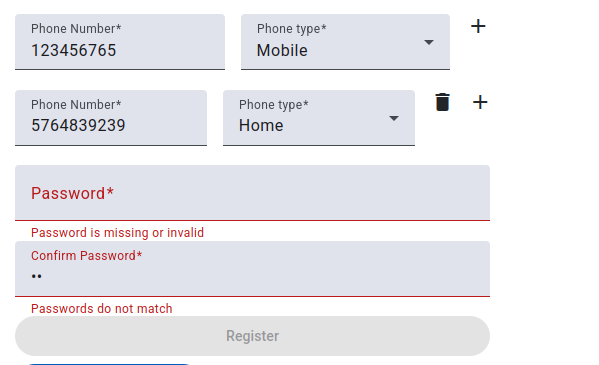 Phone Number* Phone type*
123456765 Mobile
Phone Number* Phone type*
5764839239 Home
Password*
Password is missing or invalid
Confirm Password*
••
Passwords do not match
Register